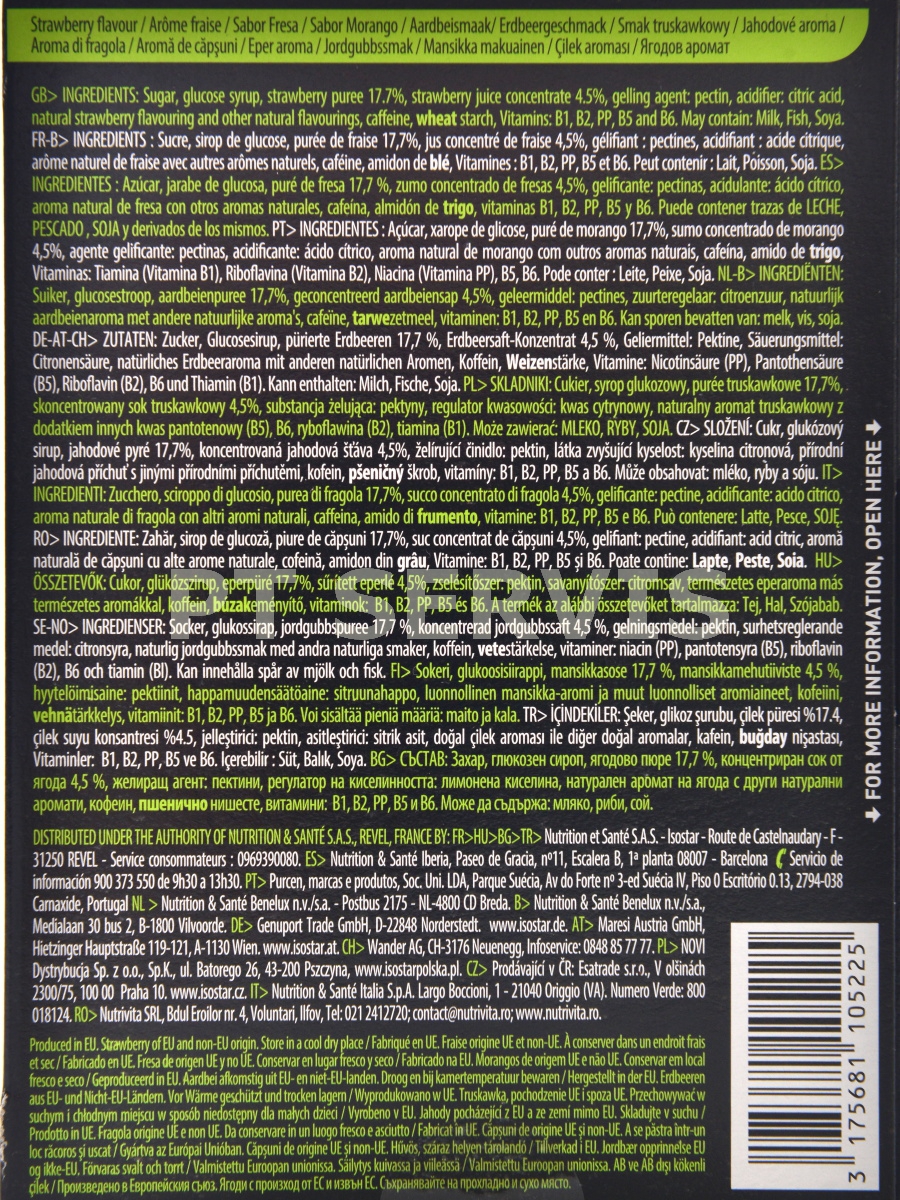 Strawberry flavour / Arôme fraise / Sabor Fresa / Sabor Morango / Aardbeismaak/ Erdbeergeschmack / Smak truskawkowy / Jahodové aroma /
Aroma di fragola / Aromă de căpşuni / Eper aroma / Jordgubbssmak / Mansikka makuainen / Çilek aroması / Ягодов аромат
GB> INGREDIENTS: Sugar, glucose syrup, strawberry puree 17.7%, strawberry juice concentrate 4.5%, gelling agent: pectin, acidifier: citric acid,
natural strawberry flavouring and other natural flavourings, caffeine, wheat starch, Vitamins: B1, B2, PP, B5 and B6. May contain: Milk, Fish, Soya.
FR-B> INGREDIENTS : Sucre, sirop de glucose, purée de fraise 17,7%, jus concentré de fraise 4,5%, gélifiant : pectines, acidifiant : acide citrique,
arôme naturel de fraise avec autres arômes naturels, caféine, amidon de blé, Vitamines : B1, B2, PP, B5 et B6. Peut contenir : Lait, Poisson, Soja. ES>
INGREDIENTES : Azúcar, jarabe de glucosa, puré de fresa 17,7 %, zumo concentrado de fresas 4,5%, gelificante: pectinas, acidulante: ácido cítrico,
aroma natural de fresa con otros aromas naturales, cafeína, almidón de trigo, vitaminas B1, B2, PP, B5 y B6. Puede contener trazas de LECHE,
PESCADO , SOJA y derivados de los mismos. PT> INGREDIENTES : Açúcar, xarope de glicose, puré de morango 17,7%, sumo concentrado de morango
4,5%, agente gelificante: pectinas, acidificante: ácido cítrico, aroma natural de morango com outros aromas naturais, cafeína, amido de trigo,
Vitaminas: Tiamina (Vitamina B1), Riboflavina (Vitamina B2), Niacina (Vitamina PP), B5, B6. Pode conter : Leite, Peixe, Soja. NL-B> INGREDIËNTEN:
Suiker, glucosestroop, aardbeienpuree 17,7%, geconcentreerd aardbeiensap 4,5%, geleermiddel: pectines, zuurteregelaar: citroenzuur, natuurlijk
aardbeienaroma met andere natuurlijke aroma's, cafeïne, tarwezetmeel, vitaminen: B1, B2, PP, B5 en B6. Kan sporen bevatten van: melk, vis, soja.
DE-AT-CH> ZUTATEN: Zucker, Glucosesirup, pürierte Erdbeeren 17,7 %, Erdbeersaft-Konzentrat 4,5 %, Geliermittel: Pektine, Säuerungsmittel:
Citronensäure, natürliches Erdbeeraroma mit anderen natürlichen Aromen, Koffein, Weizenstärke, Vitamine: Nicotinsäure (PP), Pantothensäure
(B5), Riboflavin (B2), B6 und Thiamin (B1). Kann enthalten: Milch, Fische, Soja. PL> SKLADNIKI: Cukier, syrop glukozowy, purée truskawkowe 17,7%,
skoncentrowany sok truskawkowy 4,5%, substancja żelująca: pektyny, regulator kwasowości: kwas cytrynowy, naturalny aromat truskawkowy z
dodatkiem innych kwas pantotenowy (B5), B6, ryboflawina (B2), tiamina (B1). Może zawierać: MLEKO, RYBY, SOJA. CZ> SLOŽENÍ: Cukr, glukózový
sirup, jahodové pyré 17,7%, koncentrovaná jahodová šťáva 4,5%, želírující činidlo: pektin, látka zvyšující kyselost: kyselina citronová, přírodní
jahodová příchuť s jinými přírodními příchutěmi, kofein, pšeničný škrob, vitamíny: B1, B2, PP, B5 a B6. Může obsahovat: mléko, ryby a sóju. IT>
INGREDIENTI: Zucchero, sciroppo di glucosio, purea di fragola 17,7%, succo concentrato di fragola 4,5%, gelificante: pectine, acidificante: acido citrico,
aroma naturale di fragola con altri aromi naturali, caffeina, amido di frumento, vitamine: B1, B2, PP, B5 e B6. Può contenere: Latte, Pesce, SOJE.
RO> INGREDIENTE: Zahăr, sirop de glucoză, piure de căpşuni 17,7%, suc concentrat de căpşuni 4,5%, gelifiant: pectine, acidifiant: acid citric, aromă
naturală de căpşuni cu alte arome naturale, cofeină, amidon din grâu, Vitamine: B1, B2, PP, B5 şi B6. Poate contine: Lapte, Peste, Soia. HU>
ÖSSZETEVŐK: Cukor, glükózszirup, eperpüré 17,7%, sűrített eperlé 4,5%, zselésítőszer: pektin, savanyítószer: citromsav, természetes eperaroma más
természetes aromákkal, koffein, búzakeményítő, vitaminok: B1, B2, PP, B5 és B6. A termék az alábbi összetevőket tartalmazza: Tej, Hal, Szójabab.
SE-NO> INGREDIENSER: Socker, glukossirap, jordgubbspuree 17.7 %, koncentrerad jordgubbssaft 4,5 %, gelningsmedel: pektin, surhetsreglerande
medel: citronsyra, naturlig jordgubbssmak med andra naturliga smaker, koffein, vetestärkelse, vitaminer: niacin (PP), pantotensyra (B5), riboflavin
(B2), B6 och tiamin (Bl). Kan innehålla spår av mjölk och fisk. FI> Sokeri, glukoosisiirappi, mansikkasose 17,7 %, mansikkamehutiiviste 4,5 %,
hyytelöimisaine: pektiinit, happamuudensäätöaine: sitruunahappo, luonnollinen mansikka-aromi ja muut luonnolliset aromiaineet, kofeiini,
vehnätärkkelys, vitamiinit: B1, B2, PP, B5 ja B6. Voi sisältää pieniä määriä: maito ja kala. TR> İÇİNDEKİLER: Şeker, glikoz şurubu, çilek püresi %17.4,
çilek suyu konsantresi %4.5, jelleştirici: pektin, asitleştirici: sitrik asit, doğal çilek aroması ile diğer doğal aromalar, kafein, buğday nişastası,
Vitaminler: B1, B2, PP, B5 ve B6. Içerebilir : Süt, Balık, Soya. BG> СЪСТАВ: Захар, глюкозен сироп, ягодово пюре 17,7 %, концентриран сок от
ягода 4,5 %, желиращ агент: пектини, регулатор на киселинността: лимонена киселина, натурален аромат на ягода с други натурални
аромати, кофеин, пшенично нишесте, витамини: B1, B2, PP, B5 и B6. Може да съдържа: мляко, риби, сой.
DISTRIBUTED UNDER THE AUTHORITY OF NUTRITION & SANTÉ S.A.S., REVEL, FRANCE BY: FR>HU>BG>TR> Nutrition et Santé S.A.S. - Isostar - Route de Castelnaudary - F -
31250 REVEL - Service consommateurs : 0969390080. ES> Nutrition & Santé Iberia, Paseo de Gracia, nº11, Escalera B, 1ª planta 08007 - Barcelona Servicio de
información 900 373 550 de 9h30 a 13h30. PT> Purcen, marcas e produtos, Soc. Uni. LDA, Parque Suécia, Av do Forte nº 3-ed Suécia IV, Piso 0 Escritório 0.13, 2794-038
Carnaxide, Portugal NL > Nutrition & Santé Benelux n.v./s.a. - Postbus 2175 - NL-4800 CD Breda. B> Nutrition & Santé Benelux n.v./s.a.,
Medialaan 30 bus 2, B-1800 Vilvoorde. DE> Genuport Trade GmbH, D-22848 Norderstedt. www.isostar.de. AT> Maresi Austria GmbH,
Hietzinger Hauptstraße 119-121, A-1130 Wien. www.isostar.at. CH> Wander AG, CH-3176 Neuenegg, Infoservice: 0848 85 77 77. PL> NOVI
Dystrybucja Sp. z o.o., Sp.K., ul. Batorego 26, 43-200 Pszczyna, www.isostarpolska.pl. CZ> Prodávající v ČR: Esatrade s.r.o., V olšinách
2300/75, 100 00 Praha 10. www.isostar.cz. IT> Nutrition & Santé Italia S.p.A. Largo Boccioni, 1 - 21040 Origgio (VA). Numero Verde: 800
018124. RO> Nutrivita SRL, Bdul Eroilor nr. 4, Voluntari, Ilfov, Tel: 021 2412720; contact@nutrivita.ro; www.nutrivita.ro.
Produced in EU. Strawberry of EU and non-EU origin. Store in a cool dry place / Fabriqué en UE. Fraise origine UE et non-UE. À conserver dans un endroit frais
et sec / Fabricado en UE. Fresa de origen UE y no UE. Conservar en lugar fresco y seco / Fabricado na EU. Morangos de origem UE e não UE. Conservar em local
fresco e seco / Geproduceerd in EU. Aardbei afkomstig uit EU- en niet-EU-landen. Droog en bij kamertemperatuur bewaren / Hergestellt in der EU. Erdbeeren
aus EU- und Nicht-EU-Ländern. Vor Wärme geschützt und trocken lagern / Wyprodukowano w UE. Truskawka, pochodzenie UE i spoza UE. Przechowywać w
suchym i chłodnym miejscu w sposób niedostępny dla małych dzieci / Vyrobeno v EU. Jahody pocházející z EU a ze zemí mimo EU. Skladujte v suchu /
Prodotto in UE. Fragola origine UE e non UE. Da conservare in un luogo fresco e asciutto / Fabricat in UE. Căpşuni de origine UE şi non-UE. A se păstra într-un
loc răcoros şi uscat / Gyártva az Európai Unióban. Căpşuni de origine UE şi non-UE. Hűvös, száraz helyen tárolandó / Tillverkad i EU. Jordbær opprinnelse EU
og ikke-EU. Förvaras svalt och torrt / Valmistettu Euroopan unionissa. Säilytys kuivassa ja viileässä / Valmistettu Euroopan unionissa. AB ve AB dışı kökenli
çilek / Произведено в Европейския съюз. Ягоди с произход от ЕС и извън ЕС. Съхранявайте на прохладно и сухо място.
FOR MORE INFORMATION, OPEN HERE
3 175681 105225
PT SERVIS